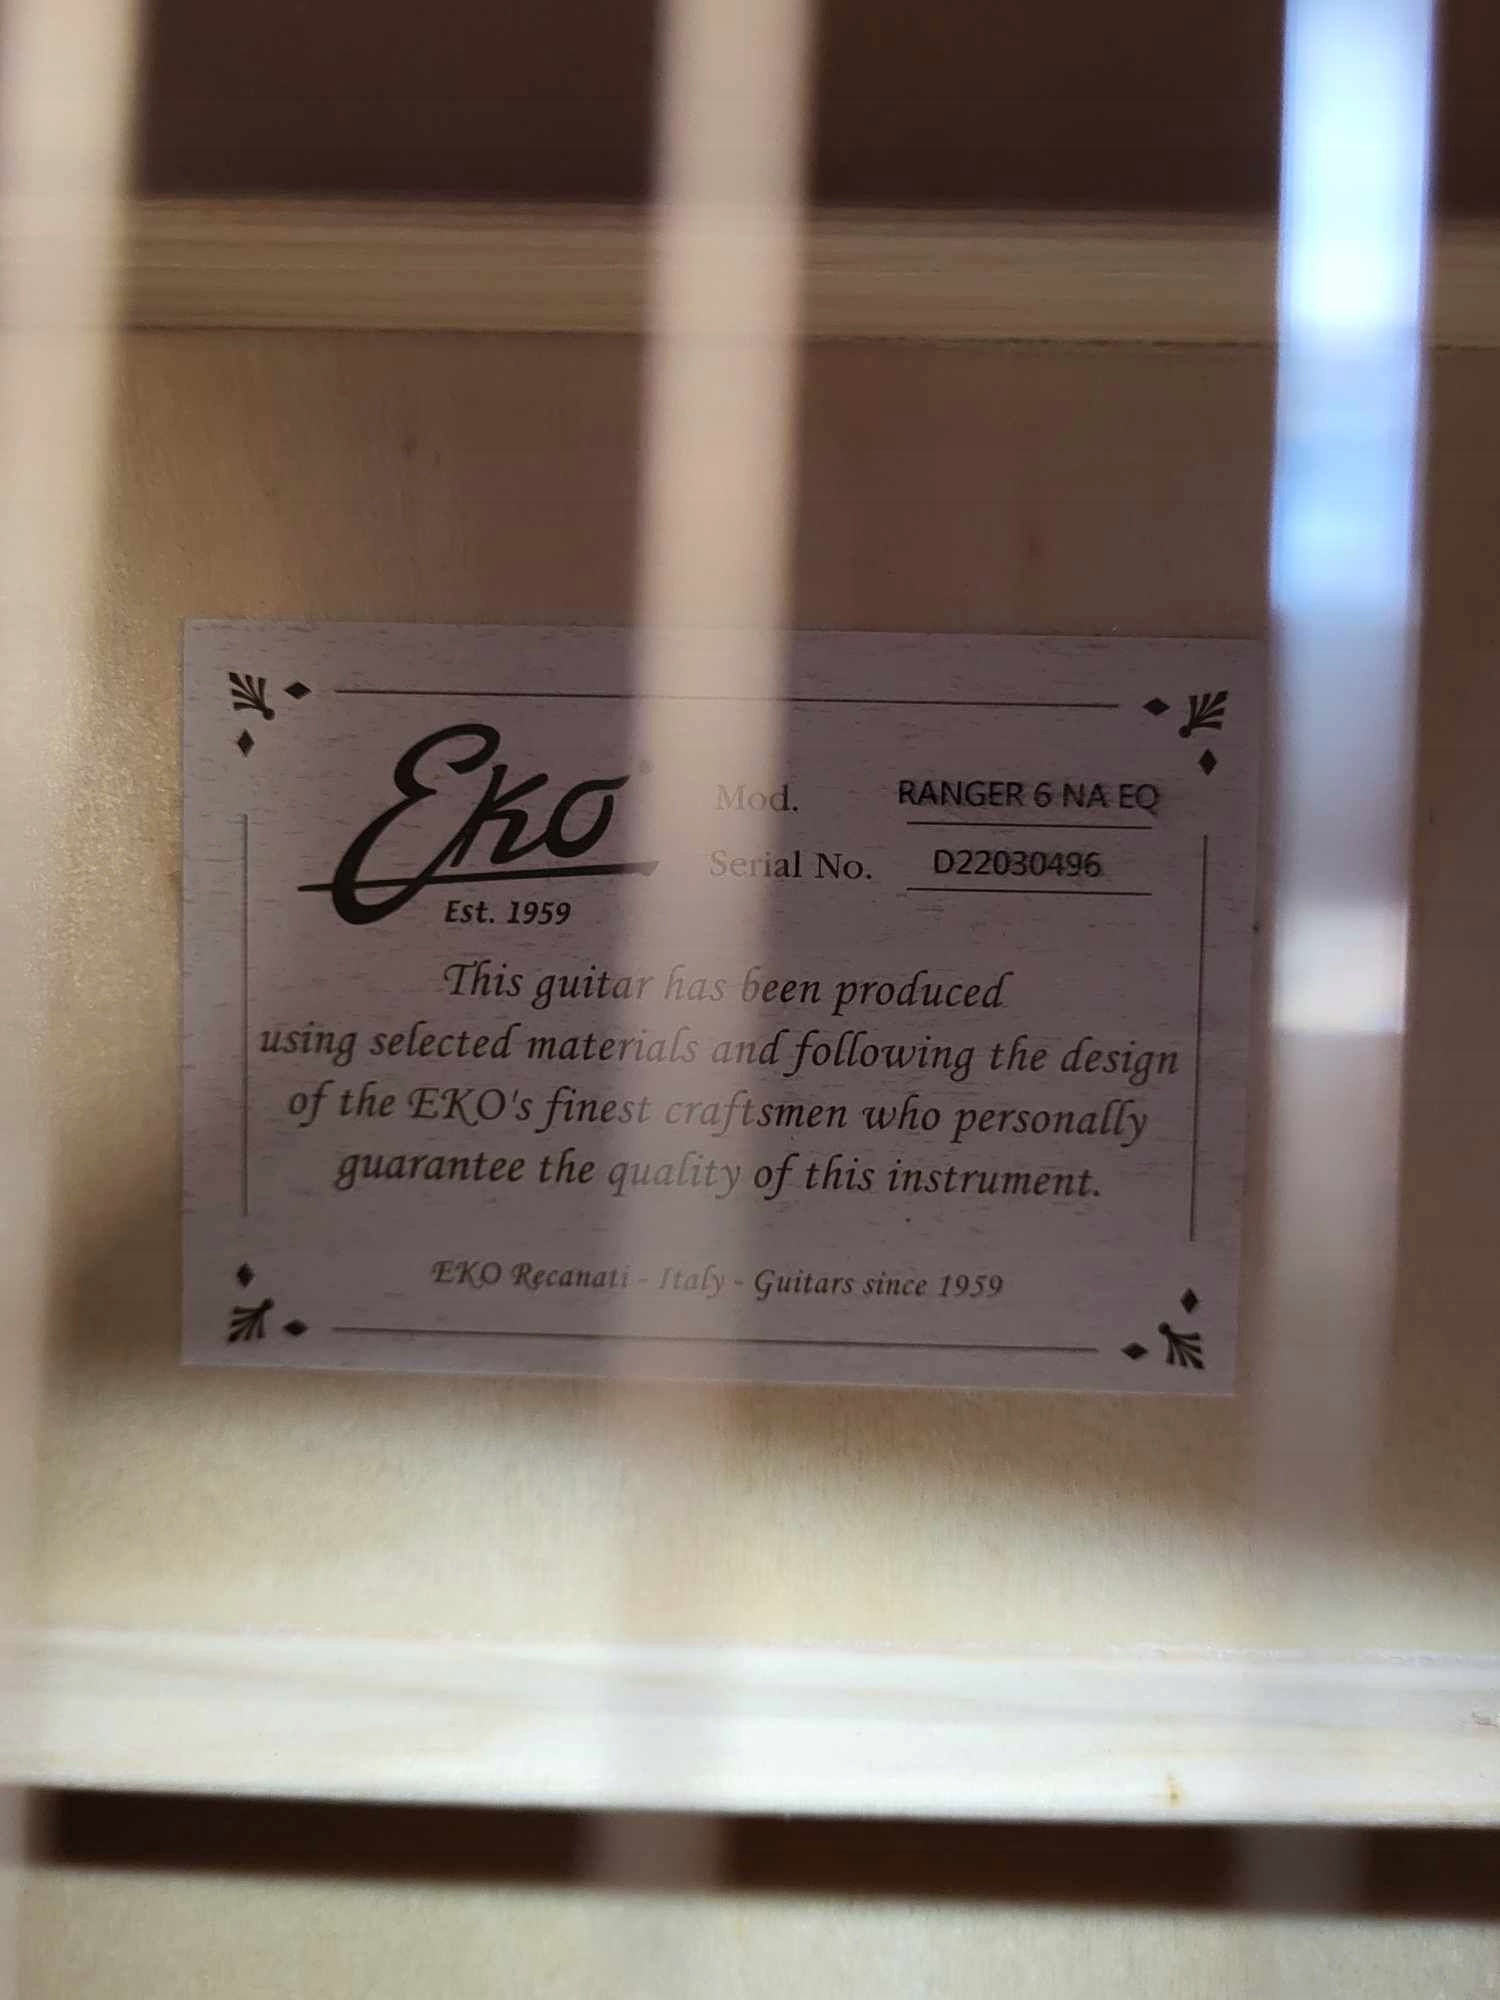 Eko®
Est. 1959
Mod. RANGER 6 NA EQ
Serial No. D22030496
This guitar has been produced
using selected materials and following the design
of the EKO's finest craftsmen who personally
guarantee the quality of this instrument.
EKO Recanati - Italy - Guitars since 1959